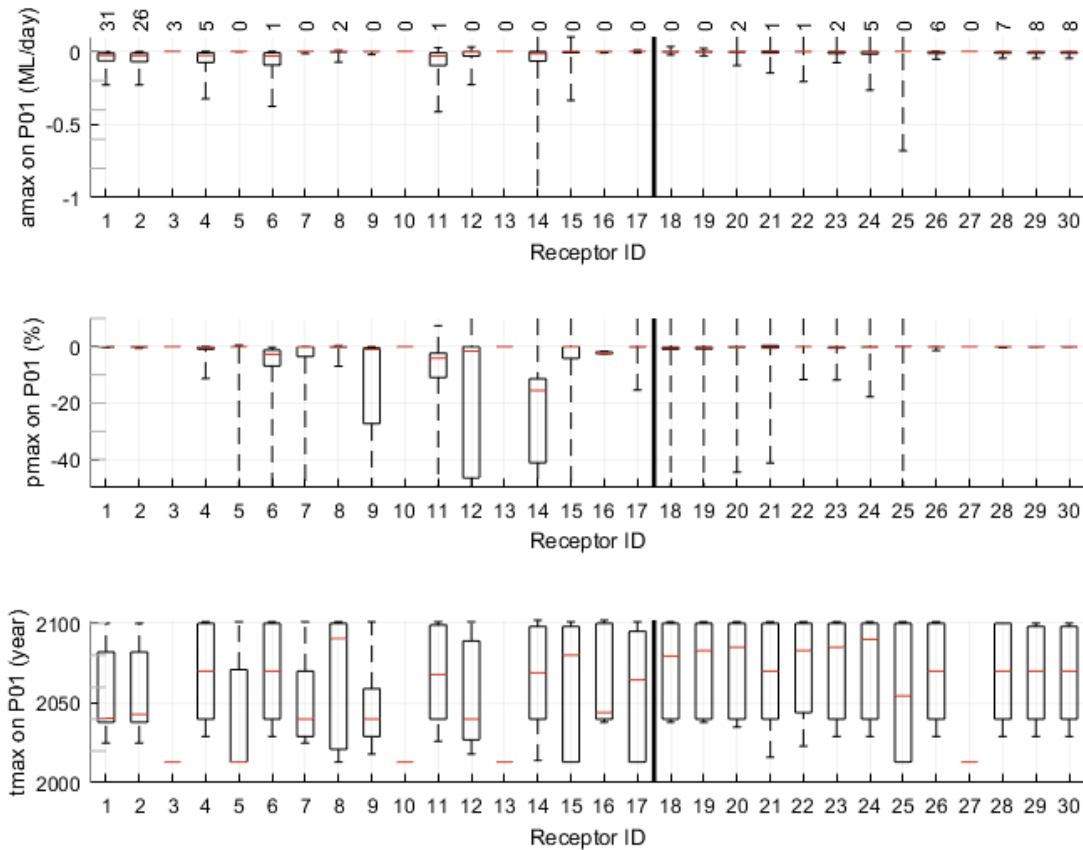 31 26 3 5 0 1 0 2 0 0 1 0 0 0 0 0 0 0 0 2 1 1 2 5 0 6 0 7 8 8
amax on P01 (ML/day)
0
-0.5
-1
1 2 3 4 5 6 7 8 9 10 11 12 13 14 15 16 17 18 19 20 21 22 23 24 25 26 27 28 29 30
Receptor ID
pmax on P01 (%)
0
-20
-40
1 2 3 4 5 6 7 8 9 10 11 12 13 14 15 16 17 18 19 20 21 22 23 24 25 26 27 28 29 30
Receptor ID
tmax on P01 (year)
2100
2050
2000
1 2 3 4 5 6 7 8 9 10 11 12 13 14 15 16 17 18 19 20 21 22 23 24 25 26 27 28 29 30
Receptor ID